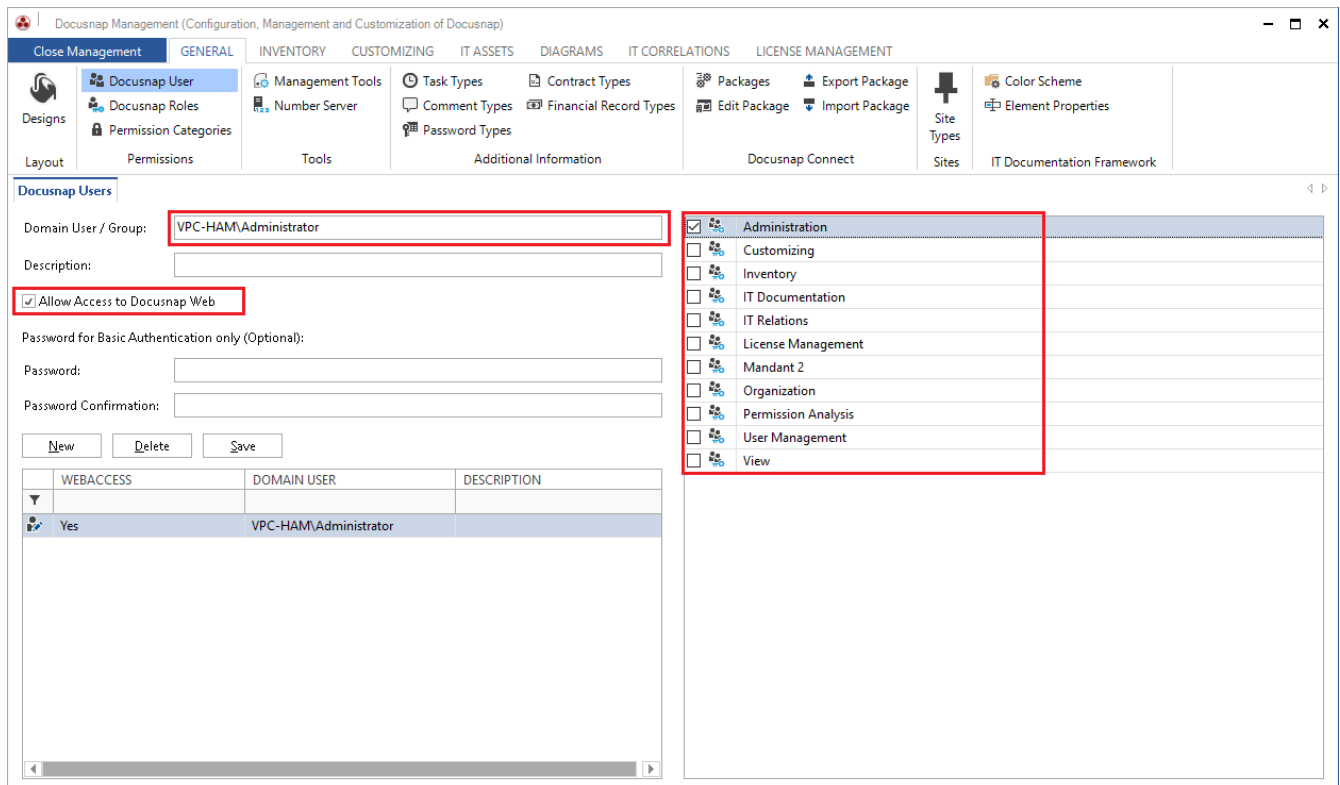 Docusnap Management (Configuration, Management and Customization of Docusnap)
Close Management GENERAL INVENTORY CUSTOMIZING IT ASSETS DIAGRAMS IT CORRELATIONS LICENSE MANAGEMENT
Designs
Layout
Docusnap User
Docusnap Roles
Permission Categories
Permissions
Management Tools
Number Server
Tools
Task Types
Comment Types
Password Types
Contract Types
Financial Record Types
Additional Information
Packages
Edit Package
Export Package
Import Package
Docusnap Connect
Site
Types
Sites
Color Scheme
Element Properties
IT Documentation Framework
Docusnap Users
Domain User / Group: VPC-HAM\Administrator
Description:
Allow Access to Docusnap Web
Password for Basic Authentication only (Optional):
Password:
Password Confirmation:
New Delete Save
WEBACCESS DOMAIN USER DESCRIPTION
Yes VPC-HAM\Administrator
Administration
Customizing
Inventory
IT Documentation
IT Relations
License Management
Mandant 2
Organization
Permission Analysis
User Management
View